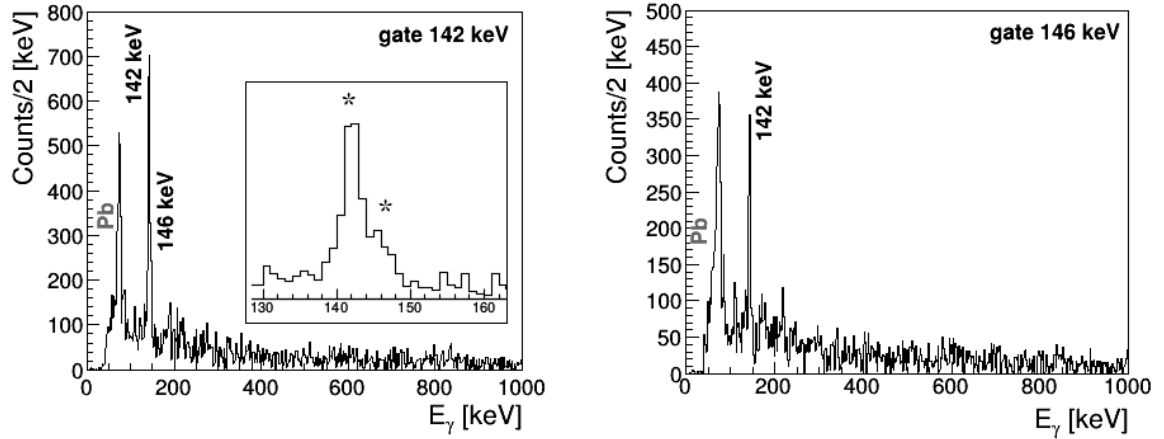 gate 142 keV
Counts/2 [keV]
800
700
600
500
400
300
200
100
0
142 keV
146 keV
Pb
*
*
130 140 150 160
0 200 400 600 800 1000
Eγ [keV]
gate 146 keV
Counts/2 [keV]
500
450
400
350
300
250
200
150
100
50
0
142 keV
Pb
0 200 400 600 800 1000
Eγ [keV]